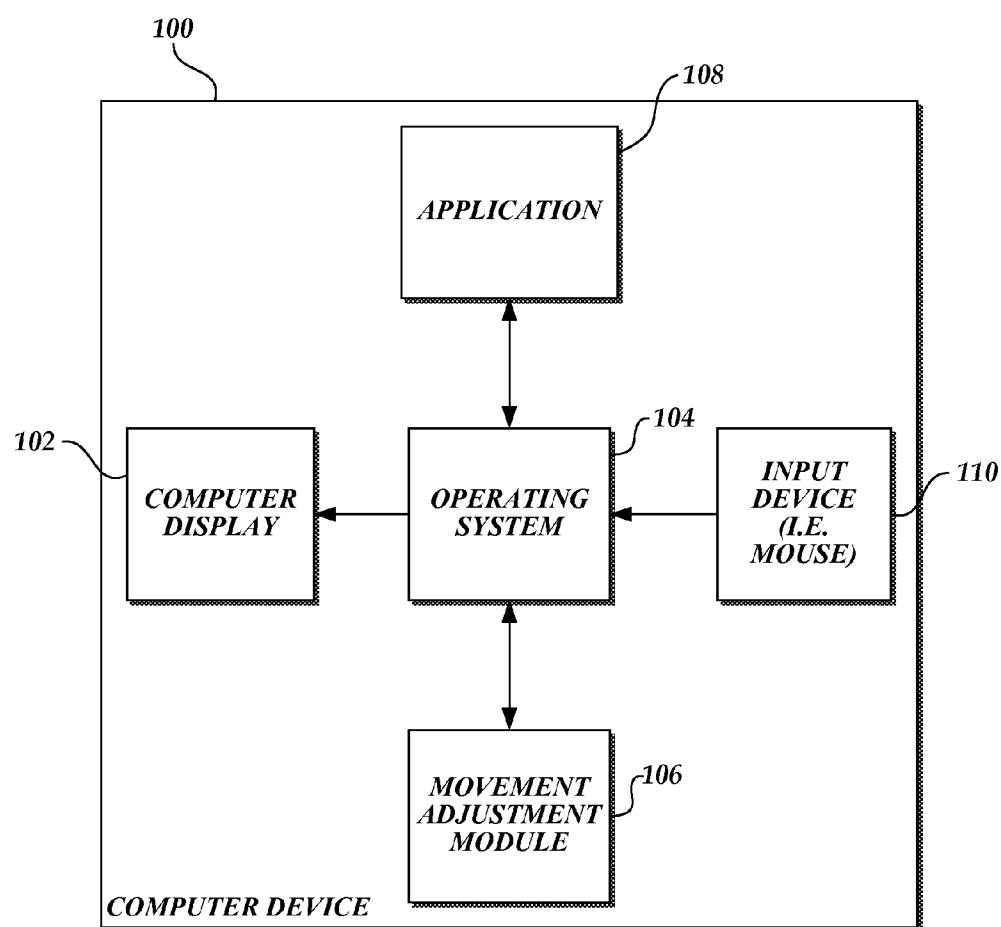 100
108
APPLICATION
102
104
COMPUTER
DISPLAY
OPERATING
SYSTEM
INPUT
DEVICE
(I.E.
MOUSE)
110
MOVEMENT
ADJUSTMENT
MODULE
106
COMPUTER DEVICE